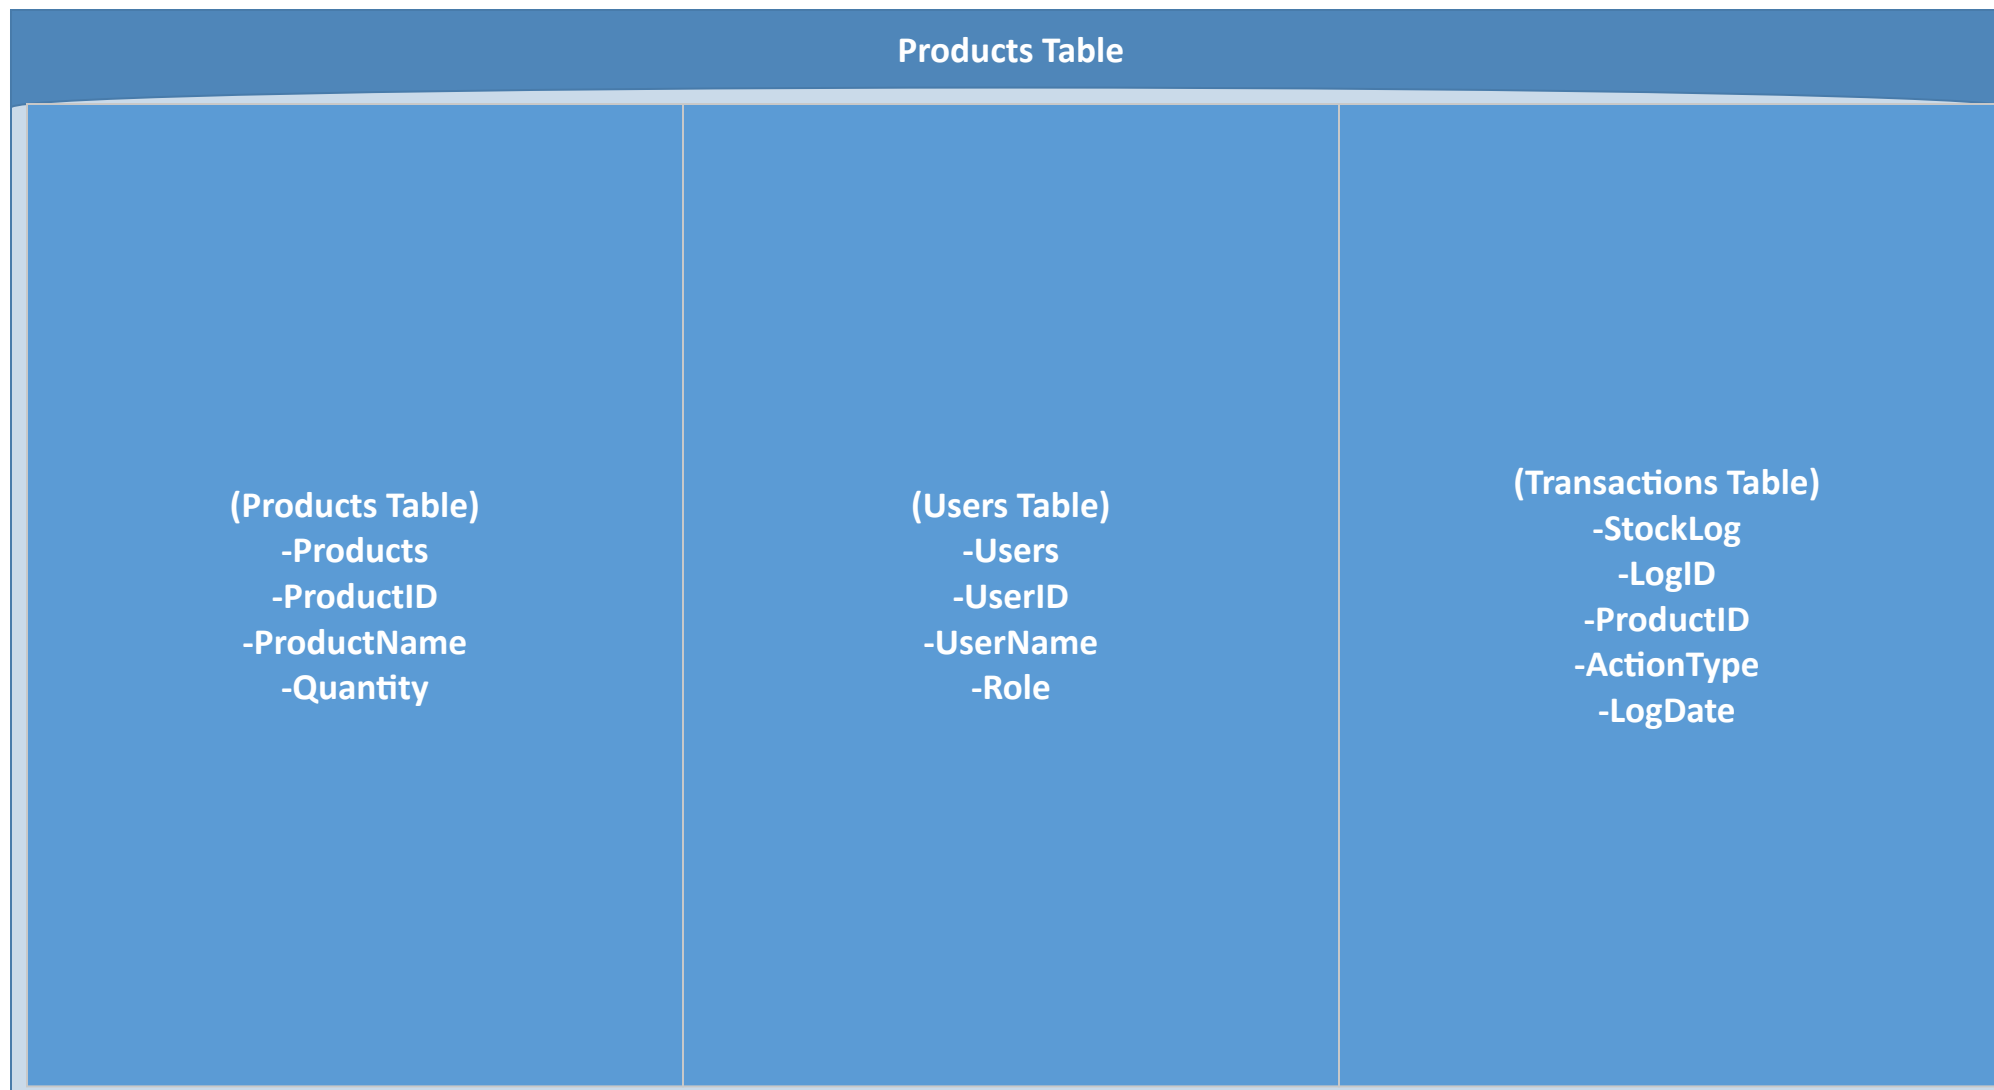 Products Table
(Products Table)
-Products
-ProductID
-ProductName
-Quantity
(Users Table)
-Users
-UserID
-UserName
-Role
(Transactions Table)
-StockLog
-LogID
-ProductID
-ActionType
-LogDate